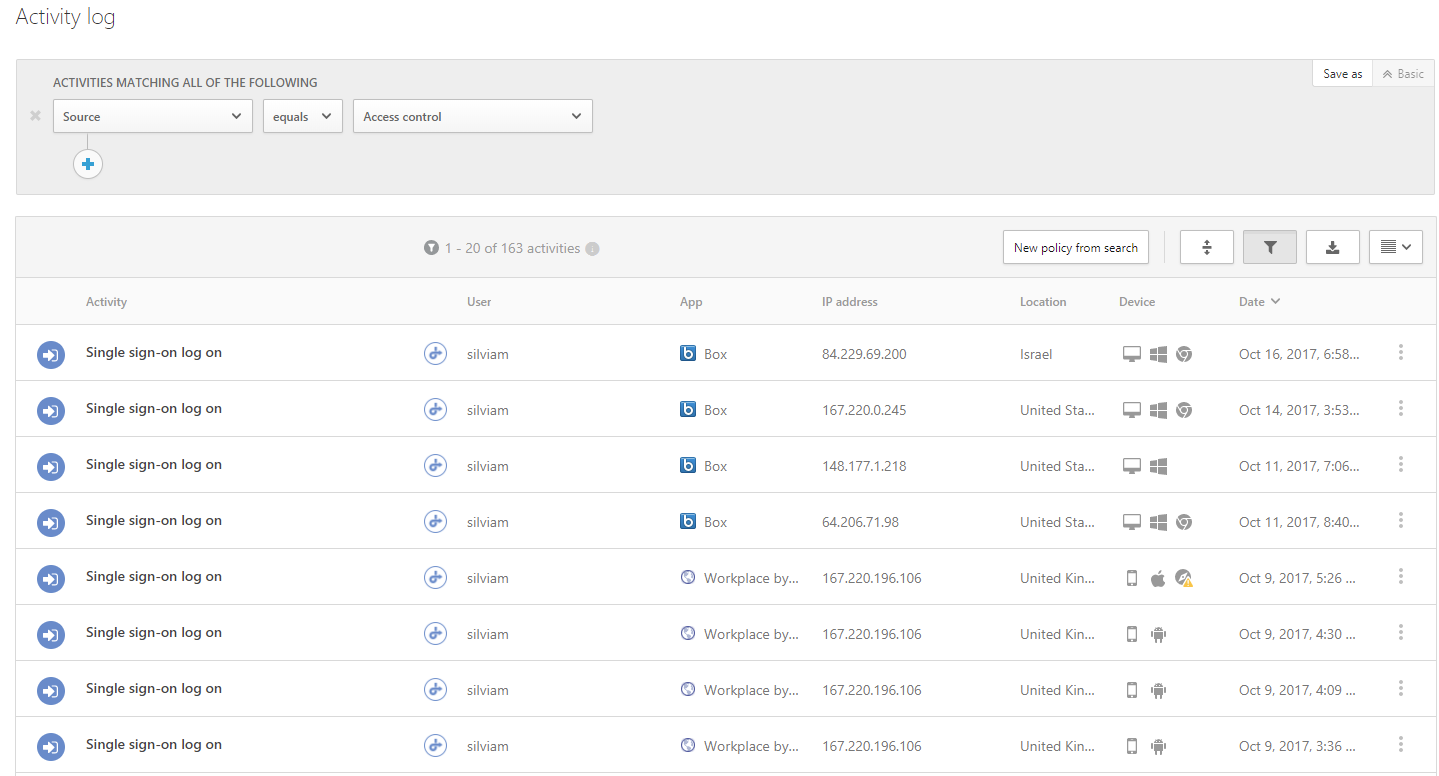 Activity log
ACTIVITIES MATCHING ALL OF THE FOLLOWING
Save as Basic
Source equals Access control
1 - 20 of 163 activities
New policy from search
Activity User App IP address Location Device Date
Single sign-on log on silviam Box 84.229.69.200 Israel Oct 16, 2017, 6:58...
Single sign-on log on silviam Box 167.220.0.245 United Sta... Oct 14, 2017, 3:53...
Single sign-on log on silviam Box 148.177.1.218 United Sta... Oct 11, 2017, 7:06...
Single sign-on log on silviam Box 64.206.71.98 United Sta... Oct 11, 2017, 8:40...
Single sign-on log on silviam Workplace by... 167.220.196.106 United Kin... Oct 9, 2017, 5:26 ...
Single sign-on log on silviam Workplace by... 167.220.196.106 United Kin... Oct 9, 2017, 4:30 ...
Single sign-on log on silviam Workplace by... 167.220.196.106 United Kin... Oct 9, 2017, 4:09 ...
Single sign-on log on silviam Workplace by... 167.220.196.106 United Kin... Oct 9, 2017, 3:36 ...